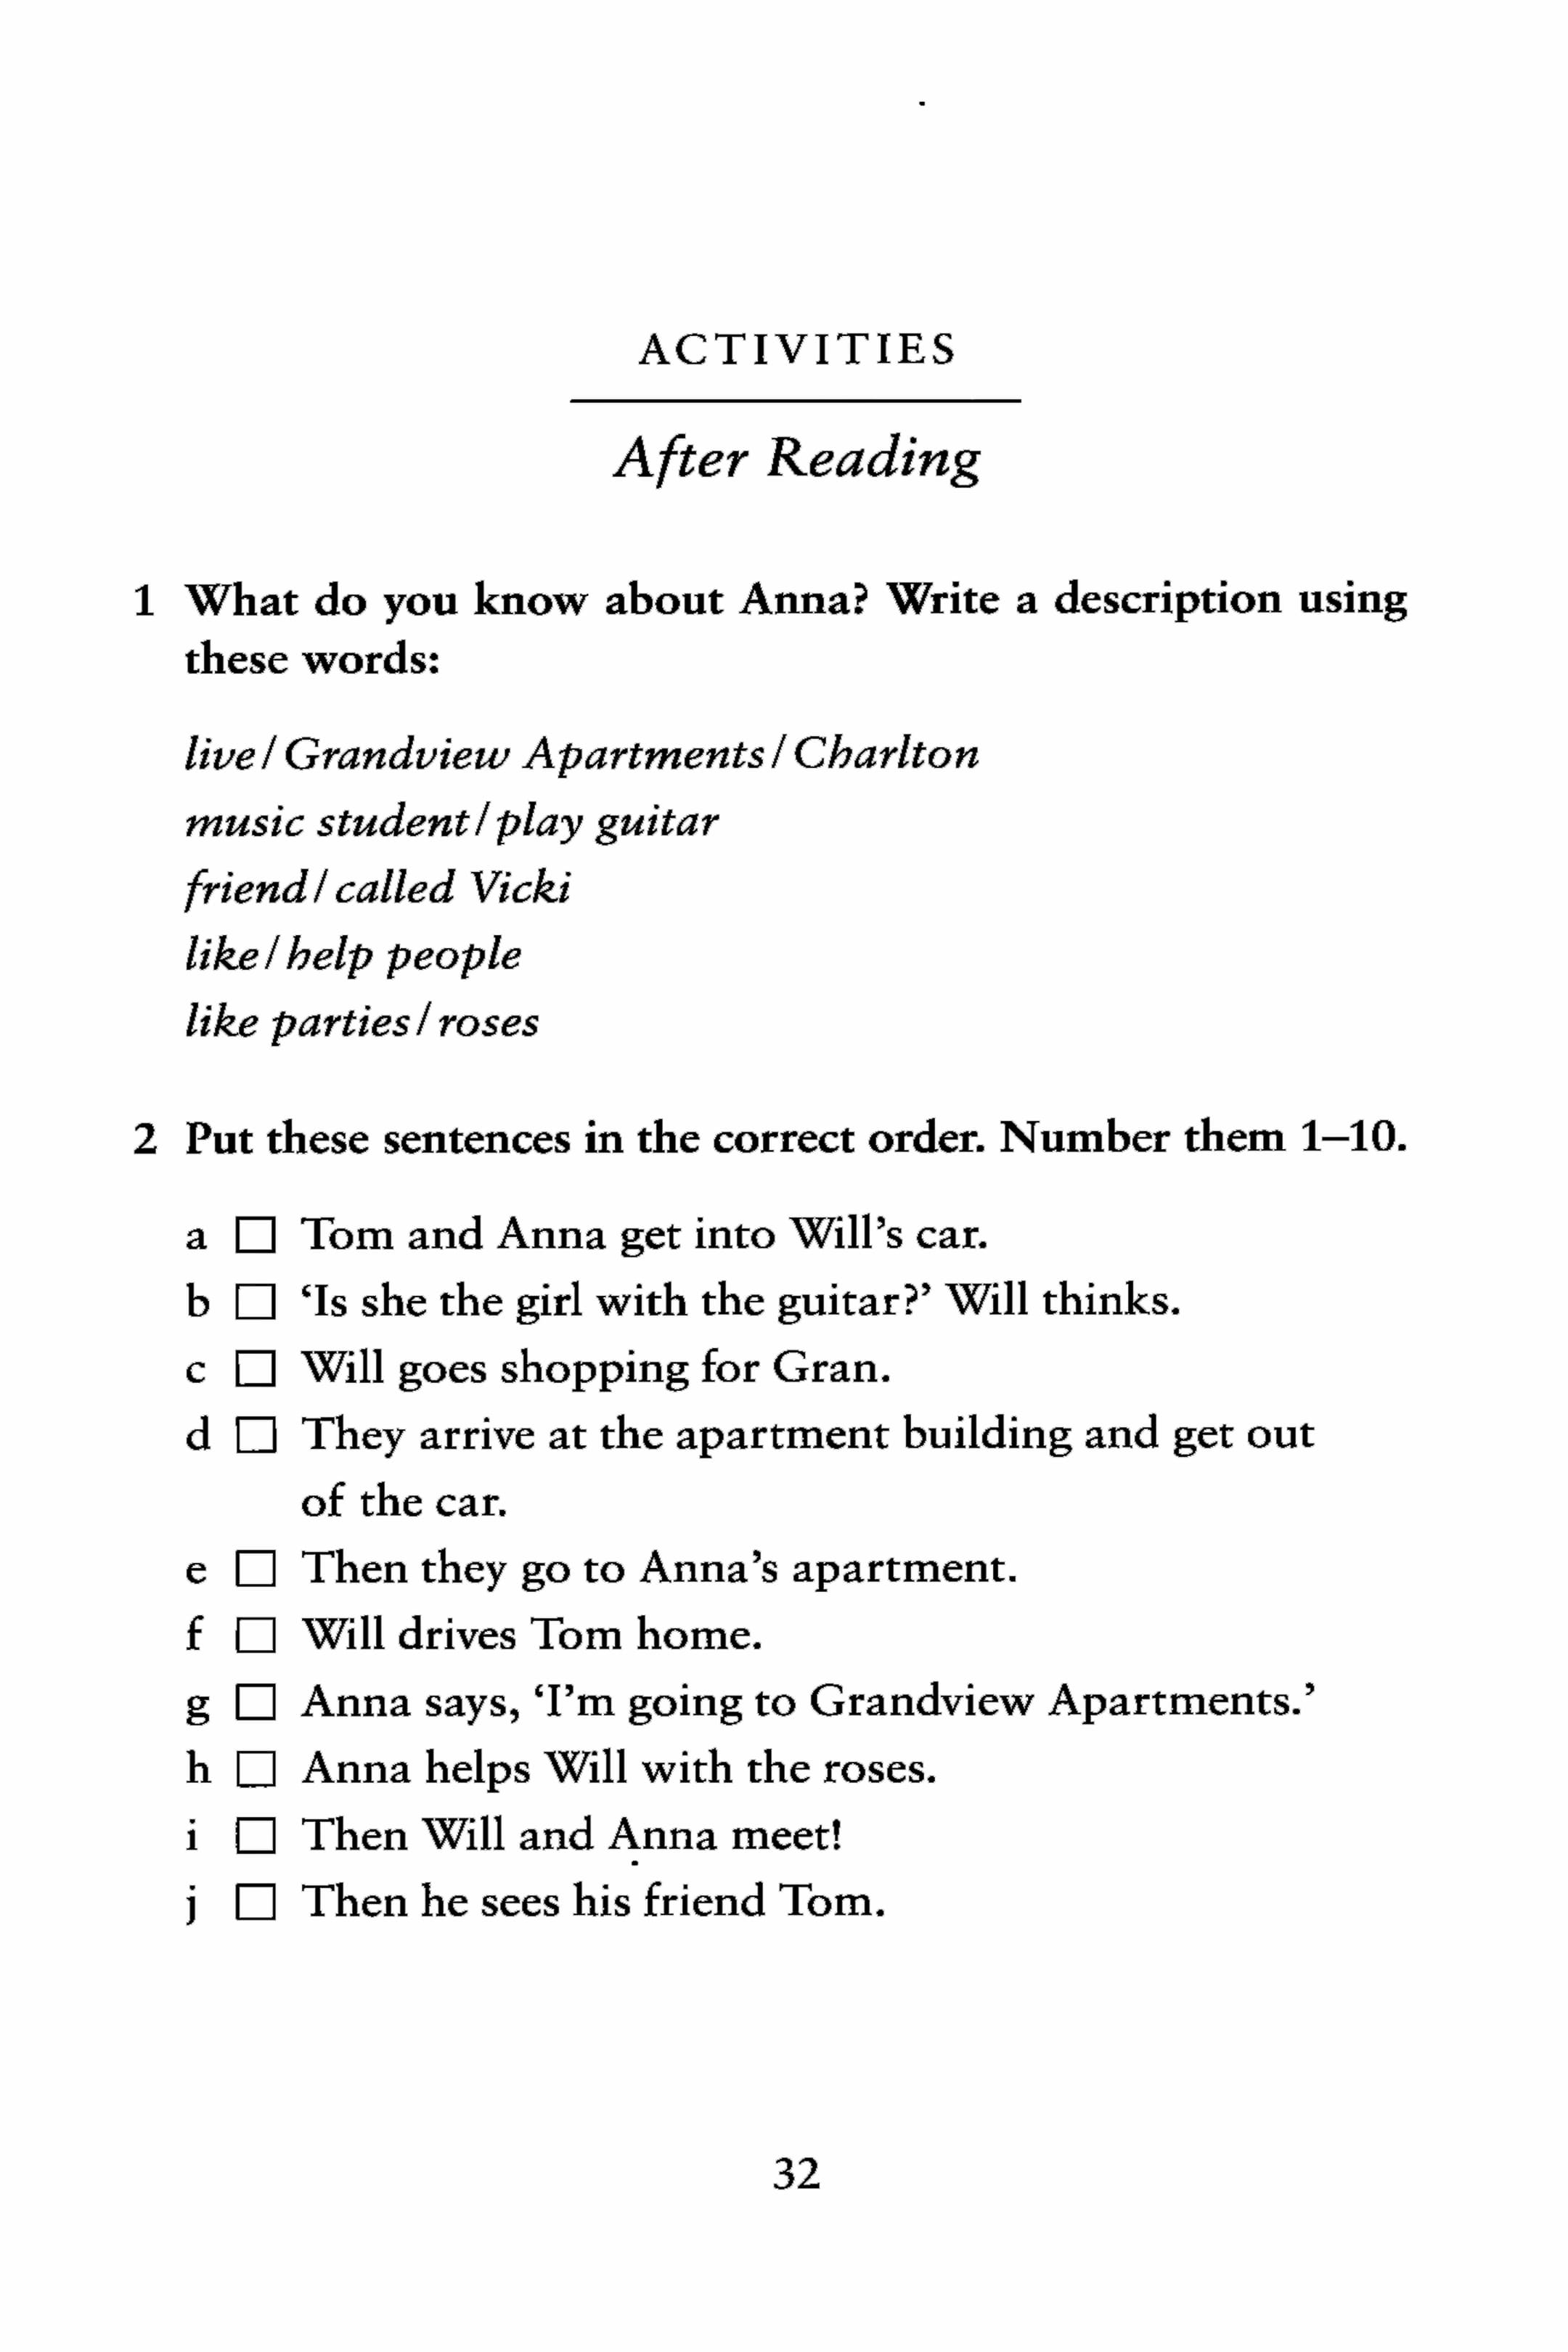 ACTIVITIES
After Reading
1 What do you know about Anna? Write a description using
these words:
live / Grandview Apartments / Charlton
music student / play guitar
friend / called Vicki
like / help people
like parties / roses
2 Put these sentences in the correct order. Number them 1–10.
a □ Tom and Anna get into Will's car.
b □ 'Is she the girl with the guitar?' Will thinks.
c □ Will goes shopping for Gran.
d □ They arrive at the apartment building and get out
of the car.
e □ Then they go to Anna's apartment.
f □ Will drives Tom home.
g □ Anna says, 'I'm going to Grandview Apartments.'
h □ Anna helps Will with the roses.
i □ Then Will and Anna meet!
j □ Then he sees his friend Tom.
32